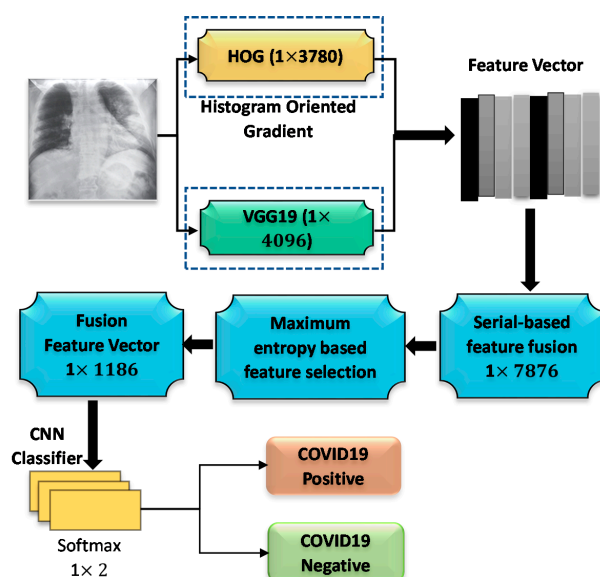 HOG (1×3780)
Histogram Oriented
Gradient
Feature Vector
VGG19 (1×
4096)
Fusion
Feature Vector
1× 1186
Maximum
entropy based
feature selection
Serial-based
feature fusion
1× 7876
CNN
Classifier
Softmax
1× 2
COVID19
Positive
COVID19
Negative